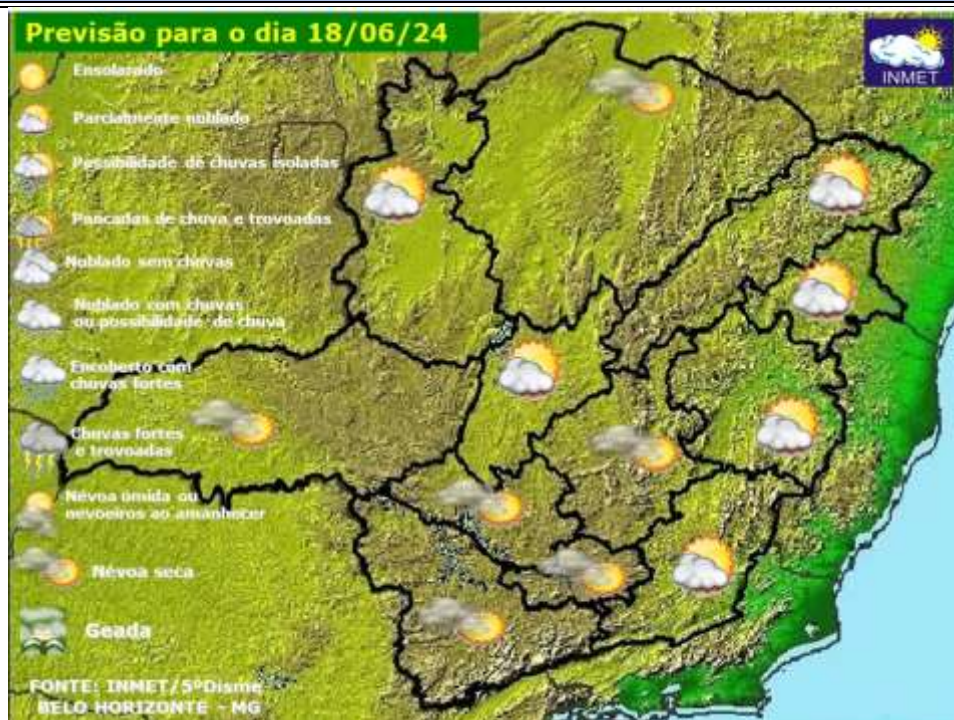 Previsão para o dia 18/06/24
INMET
Ensolarado
Parcialmente nublado
Possibilidade de chuvas isoladas
Pancadas de chuva e trovoadas
Nublado sem chuvas
Nublado com chuvas
ou possibilidade de chuva
Encoberto com
chuvas fortes
Chuvas fortes
e trovoadas
Névoa úmida ou
nevoeiros ao amanhecer
Névoa seca
Geada
FONTE: INMET/5ºDisme
BELO HORIZONTE - MG